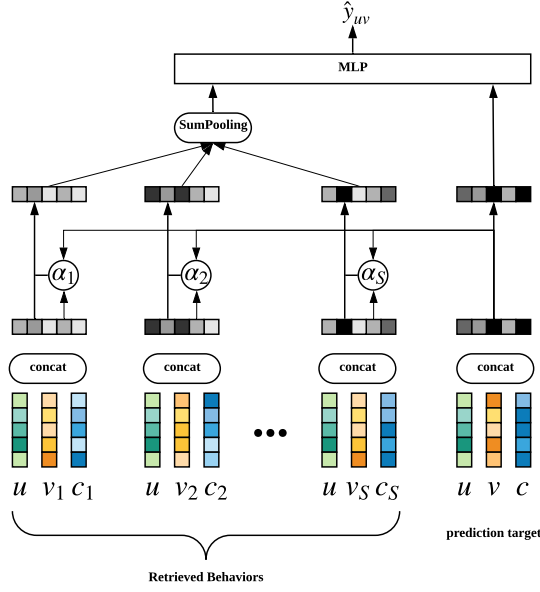 ŷuv
MLP
SumPooling
α1 α2 αS
concat concat concat concat
u v1 c1 u v2 c2 ••• u vS cS u v c
prediction target
Retrieved Behaviors